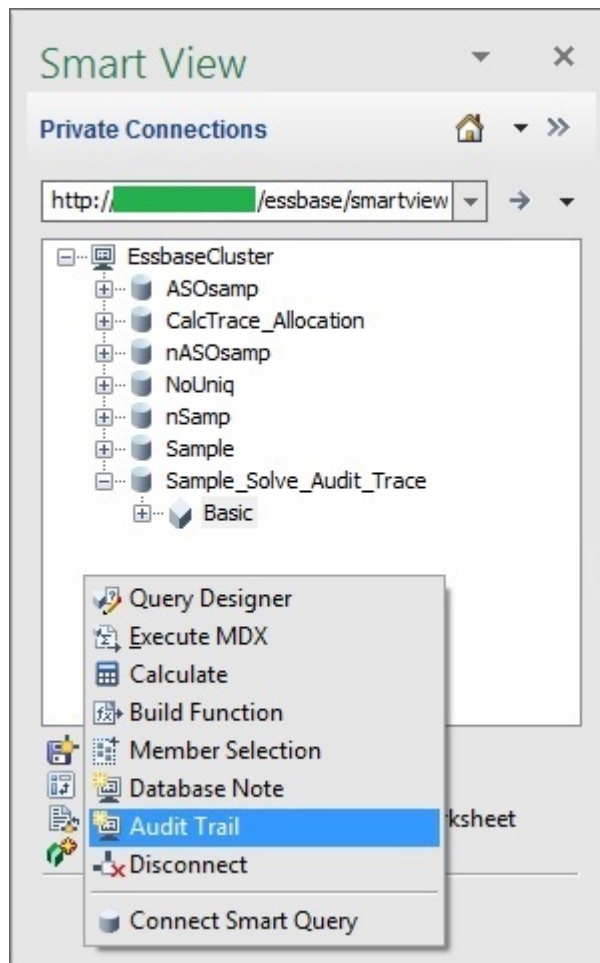 Smart View
Private Connections
http:// /essbase/smartview
EssbaseCluster
ASOsamp
CalcTrace_Allocation
nASOsamp
NoUniq
nSamp
Sample
Sample_Solve_Audit_Trace
Basic
Query Designer
Execute MDX
Calculate
Build Function
Member Selection
Database Note
Audit Trail
ksheet
Disconnect
Connect Smart Query